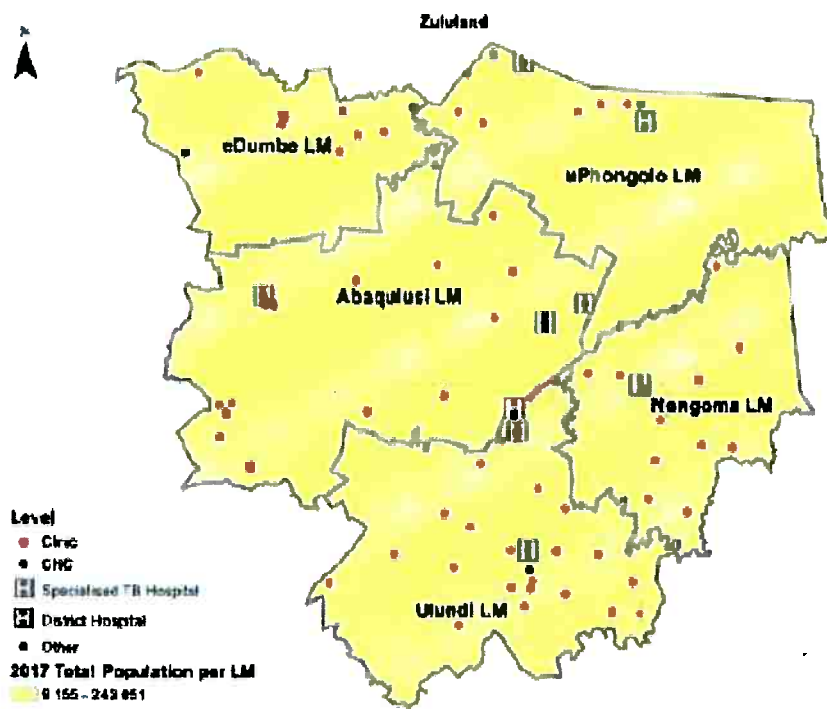 Zululand
eDumbe LM
uPhongolo LM
Abaqulusi LM
Nongoma LM
Ulundi LM
Level
Clinic
CHC
Specialised TB Hospital
District Hospital
Other
2017 Total Population per LM